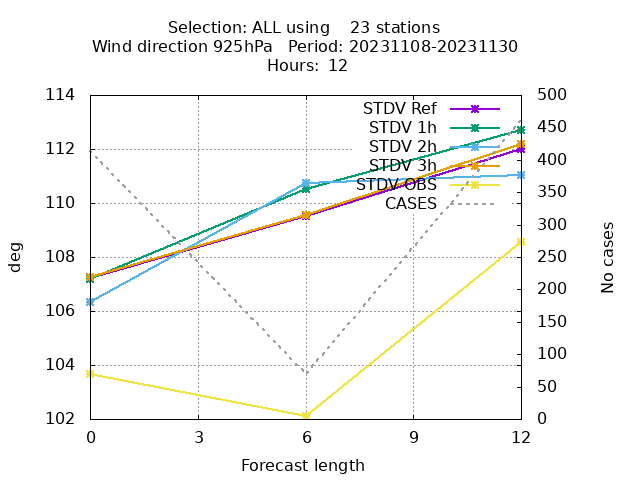 Selection: ALL using    23 stations
Wind direction 925hPa   Period: 20231108-20231130
Hours:  12
114
112
110
108
106
104
102
500
450
400
350
300
250
200
150
100
50
0
STDV Ref
STDV 1h
STDV 2h
STDV 3h
STDV OBS
CASES
deg
No cases
0 3 6 9 12
Forecast length